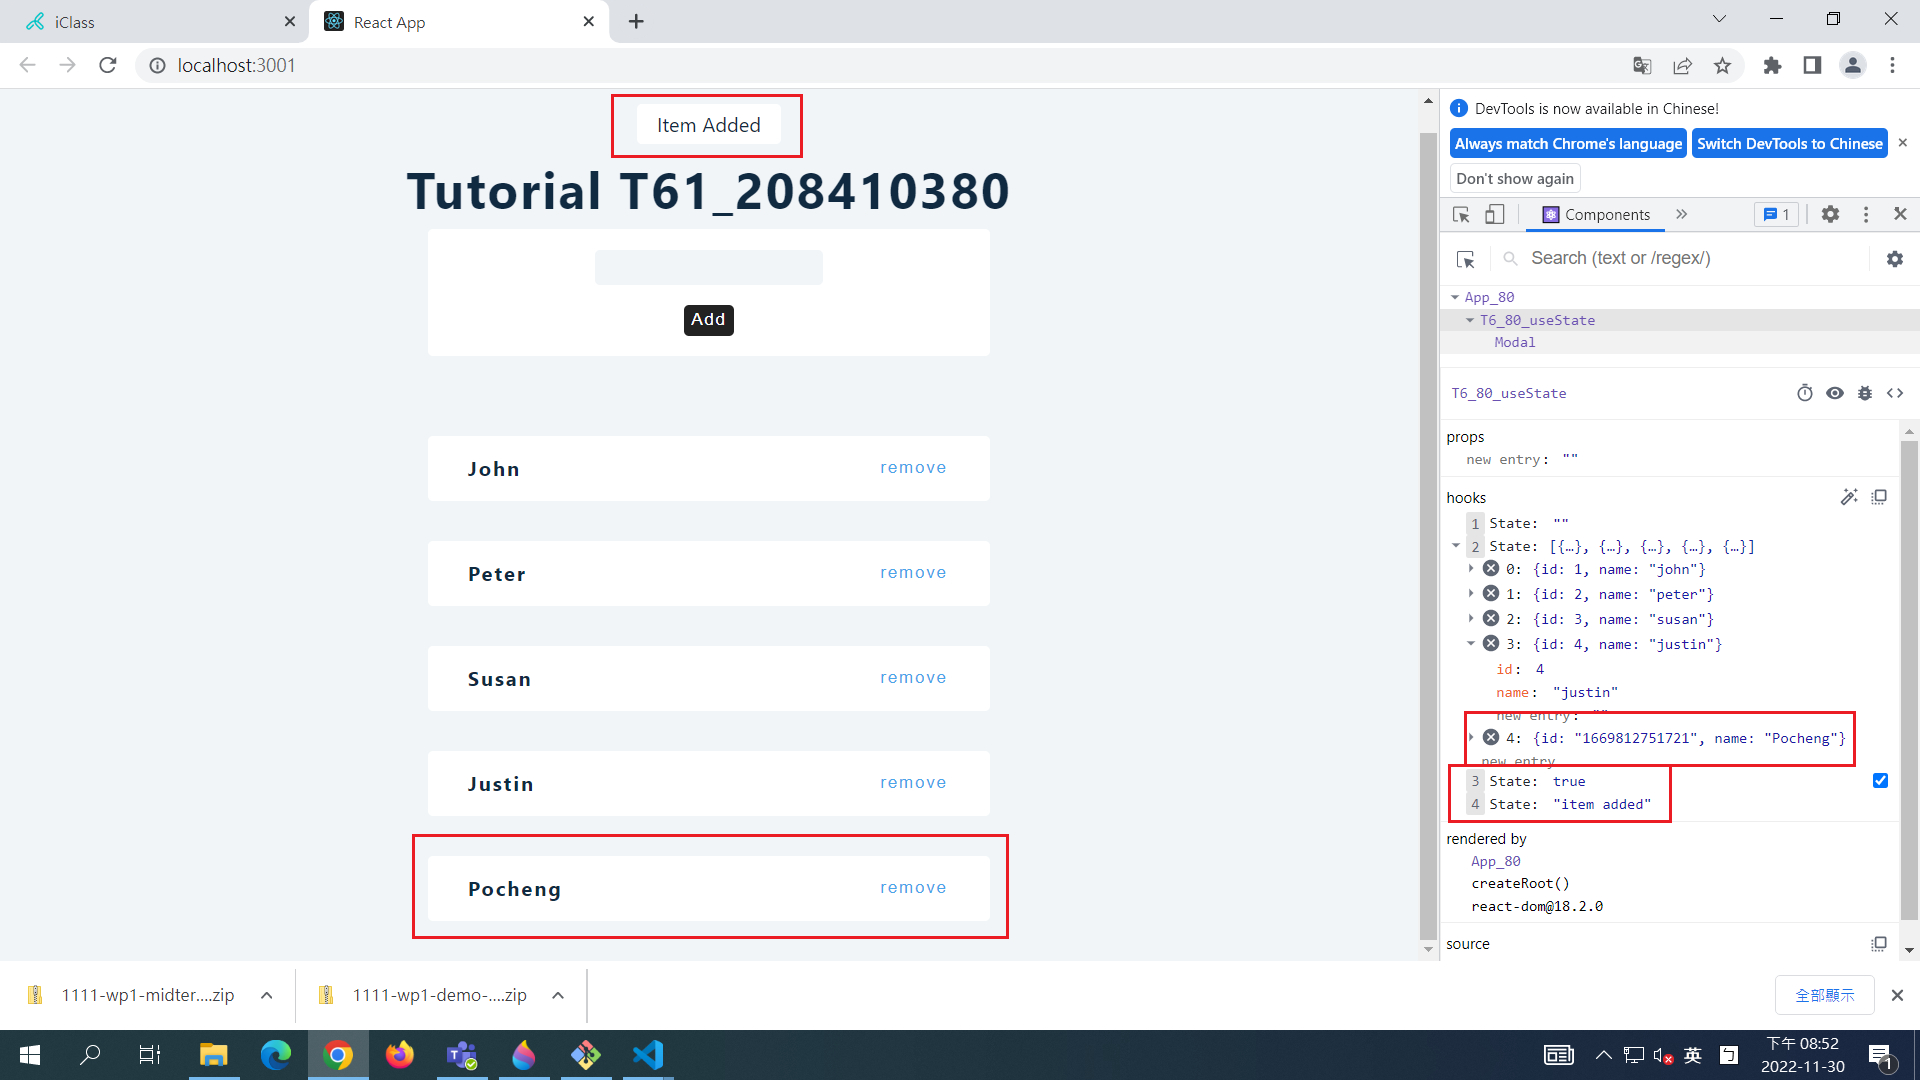 iClass
React App
localhost:3001
Item Added
Tutorial T61_208410380
Add
John remove
Peter remove
Susan remove
Justin remove
Pocheng remove
DevTools is now available in Chinese!
Always match Chrome's language Switch DevTools to Chinese
Don't show again
Components 1
Search (text or /regex/)
App_80
T6_80_useState
Modal
T6_80_useState
props
new entry: ""
hooks
1 State: ""
2 State: [{…}, {…}, {…}, {…}, {…}]
0: {id: 1, name: "john"}
1: {id: 2, name: "peter"}
2: {id: 3, name: "susan"}
3: {id: 4, name: "justin"}
id: 4
name: "justin"
new entry: ""
4: {id: "1669812751721", name: "Pocheng"}
new entry
3 State: true
4 State: "item added"
rendered by
App_80
createRoot()
react-dom@18.2.0
source
1111-wp1-midter....zip
1111-wp1-demo-....zip
全部顯示
英
ㄅ
下午 08:52
2022-11-30
1